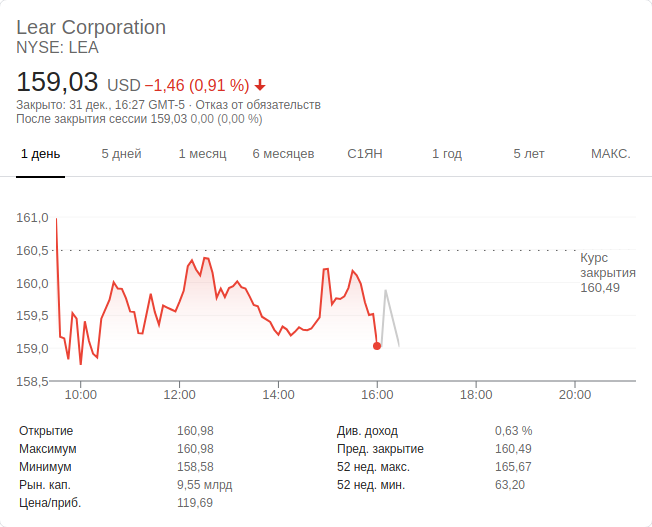 Lear Corporation
NYSE: LEA
159,03 USD −1,46 (0,91 %)
Закрыто: 31 дек., 16:27 GMT-5 · Отказ от обязательств
После закрытия сессии 159,03 0,00 (0,00 %)
1 день 5 дней 1 месяц 6 месяцев С1ЯН 1 год 5 лет МАКС.
161,0
160,5
160,0
159,5
159,0
158,5
Курс
закрытия
160,49
10:00 12:00 14:00 16:00 18:00 20:00
Открытие 160,98 Див. доход 0,63 %
Максимум 160,98 Пред. закрытие 160,49
Минимум 158,58 52 нед. макс. 165,67
Рын. кап. 9,55 млрд 52 нед. мин. 63,20
Цена/приб. 119,69